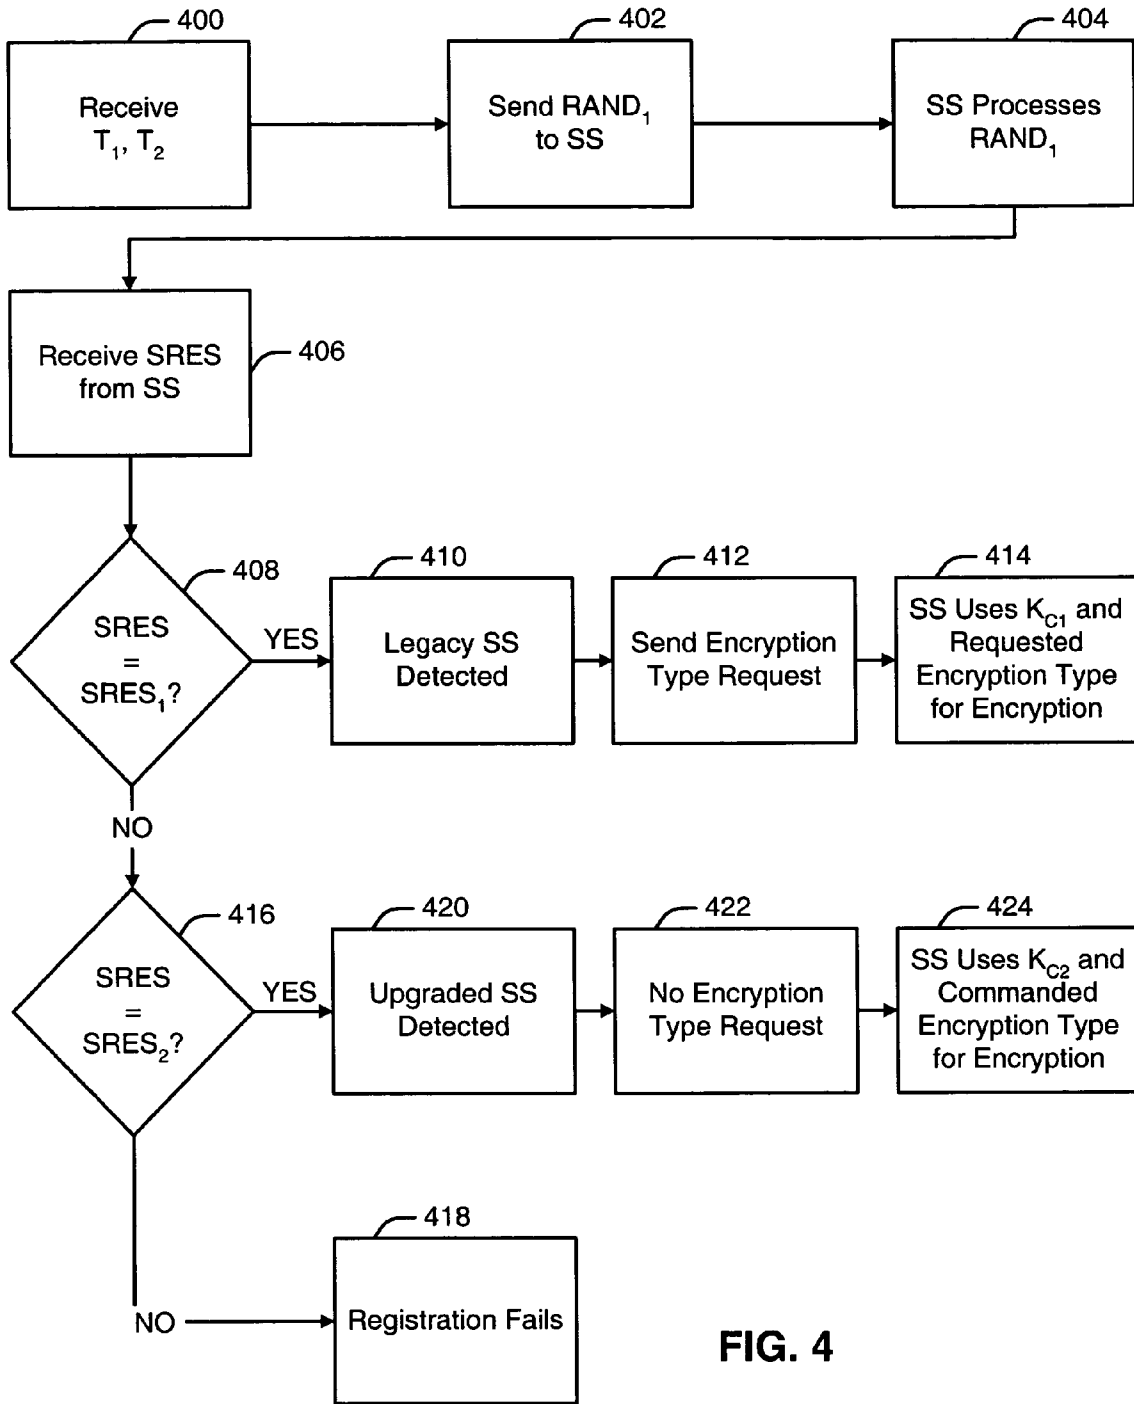 400
Receive
T₁, T₂
402
Send RAND₁
to SS
404
SS Processes
RAND₁
Receive SRES
from SS
406
408
SRES
=
SRES₁?
YES
410
Legacy SS
Detected
412
Send Encryption
Type Request
414
SS Uses K_C1 and
Requested
Encryption Type
for Encryption
NO
416
SRES
=
SRES₂?
YES
420
Upgraded SS
Detected
422
No Encryption
Type Request
424
SS Uses K_C2 and
Commanded
Encryption Type
for Encryption
NO
418
Registration Fails
FIG. 4